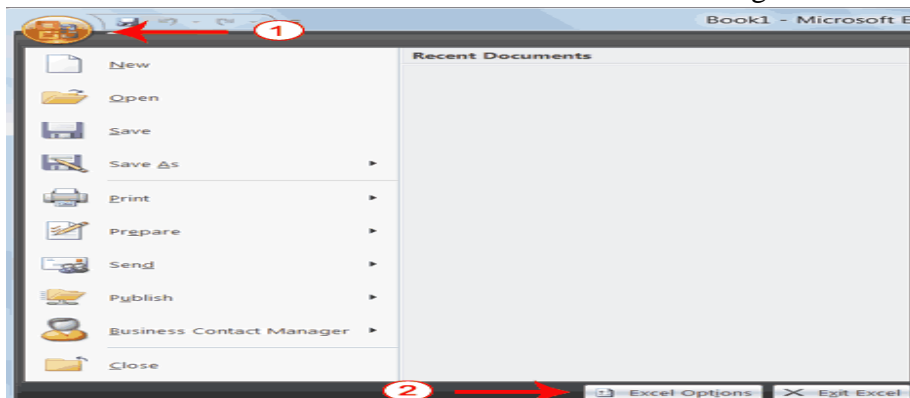 Book1 - Microsoft E
1
Recent Documents
New
Open
Save
Save As
Print
Prepare
Send
Publish
Business Contact Manager
Close
2
Excel Options
Exit Excel